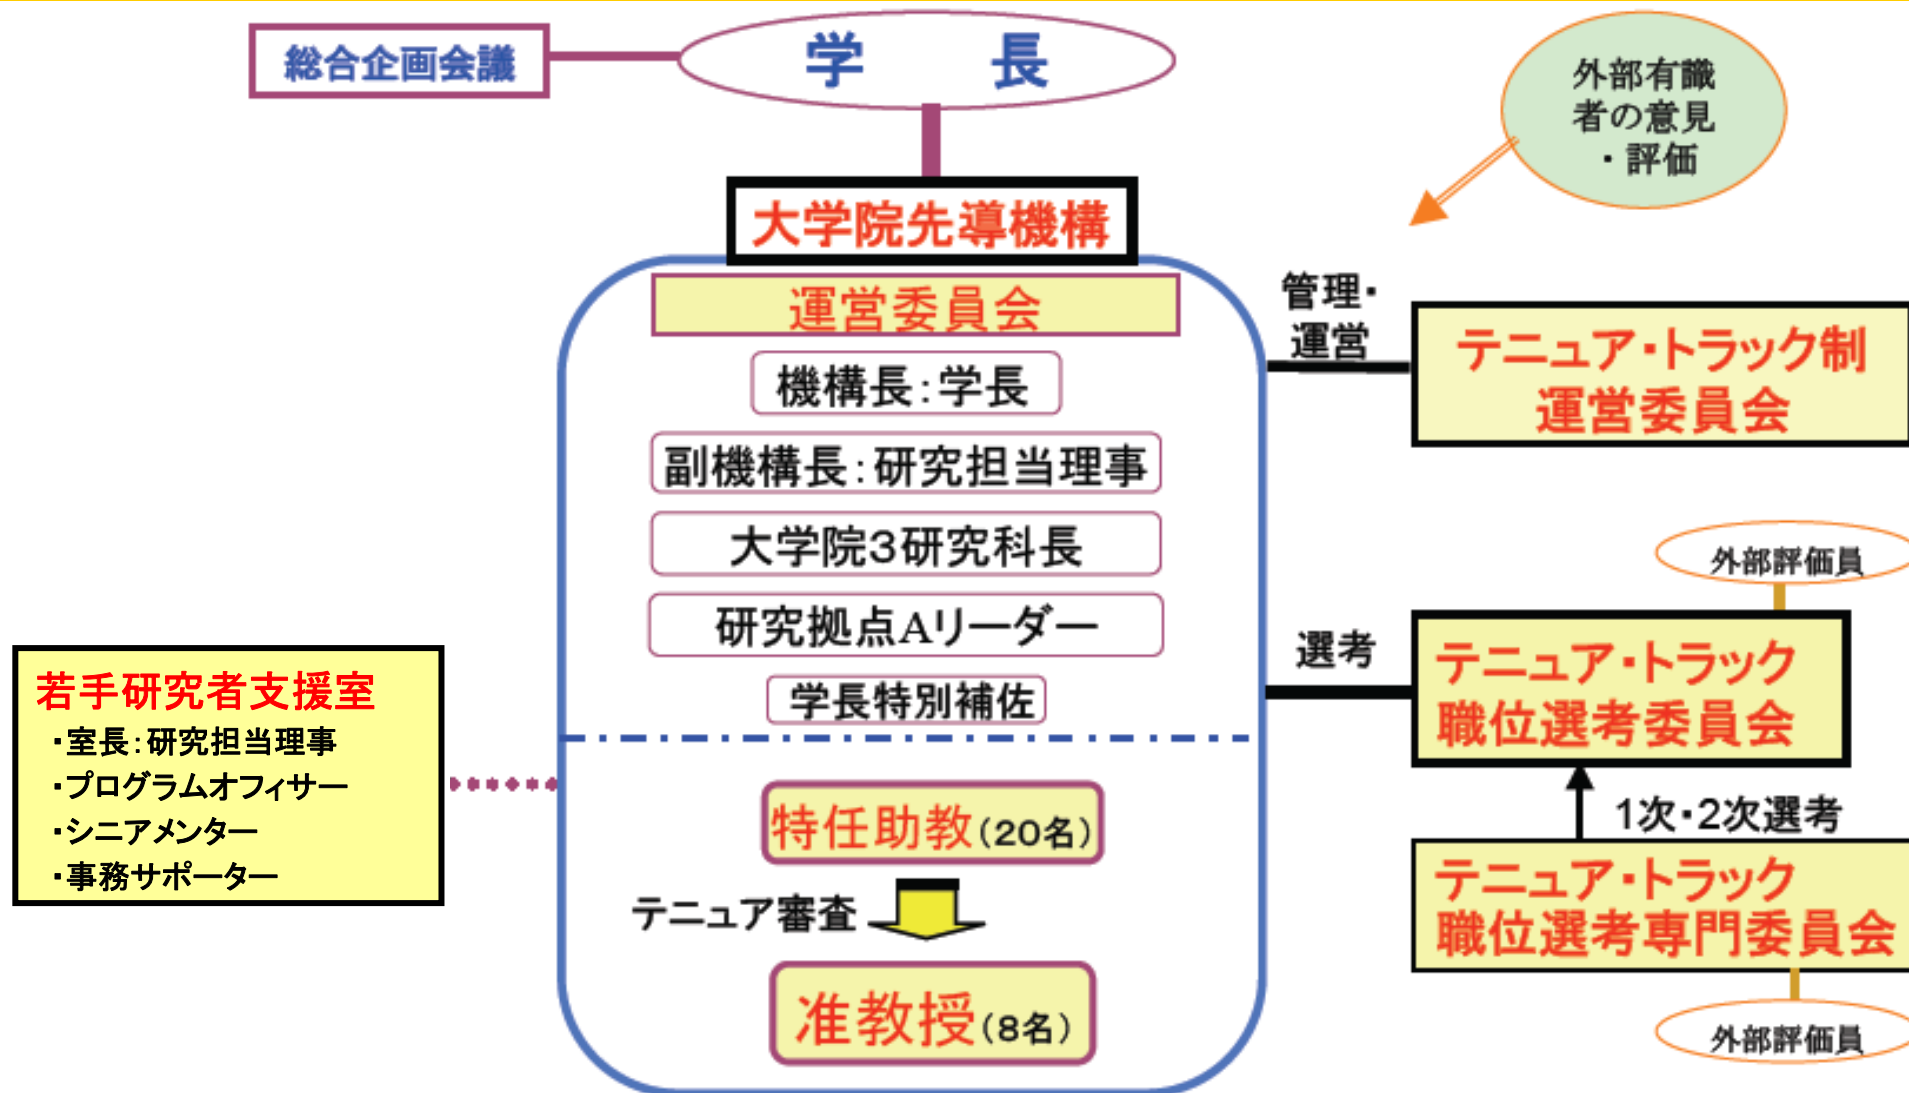 総合企画会議
学 長
外部有識
者の意見
・評価
大学院先導機構
運営委員会
機構長：学長
副機構長：研究担当理事
大学院3研究科長
研究拠点Aリーダー
学長特別補佐
管理・
運営
テニュア・トラック制
運営委員会
外部評価員
選考
テニュア・トラック
職位選考委員会
1次・2次選考
テニュア・トラック
職位選考専門委員会
外部評価員
若手研究者支援室
・室長：研究担当理事
・プログラムオフィサー
・シニアメンター
・事務サポーター
特任助教（20名）
テニュア審査
准教授（8名）